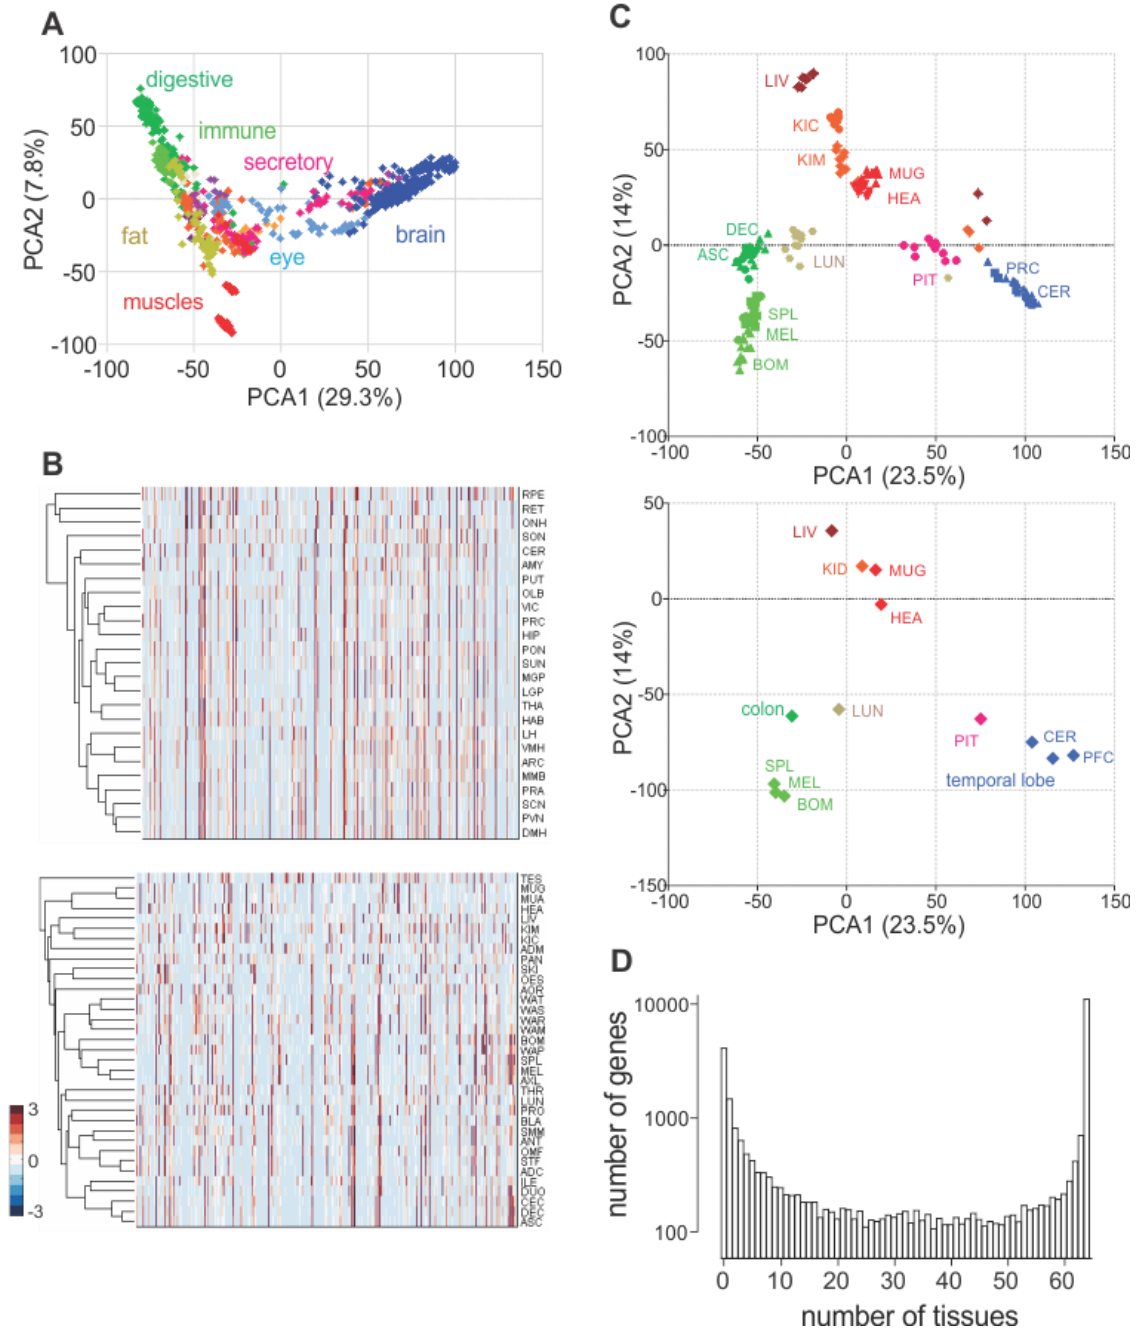 A
100
50
0
-50
-100
PCA2 (7.8%)
digestive
immune
secretory
fat
eye
brain
muscles
-100 -50 0 50 100 150
PCA1 (29.3%)
B
RPE
RET
ONH
SON
CER
AMY
PUT
OLB
VIC
PRC
HIP
PON
SUN
MGP
LGP
THA
HAB
LH
VMH
ARC
MMB
PRA
SCN
PVN
DMH
TES
MUG
MUA
HEA
LIV
KIM
KIC
ADM
PAN
SKI
OES
AOR
WAT
WAS
WAR
WAM
BOM
WAP
SPL
MEL
AXL
THR
LUN
PRO
BLA
SMM
ANT
OMF
STF
ADC
ILE
DUO
CEC
DEC
ASC
3
0
-3
C
100
50
0
-50
-100
PCA2 (14%)
LIV
KIC
KIM
MUG
HEA
DEC
ASC
LUN
PIT
PRC
CER
SPL
MEL
BOM
-100 -50 0 50 100 150
PCA1 (23.5%)
50
0
-50
-100
-150
PCA2 (14%)
LIV
KID
MUG
HEA
colon
LUN
PIT
CER
PFC
temporal lobe
SPL
MEL
BOM
-50 0 50 100 150
PCA1 (23.5%)
D
10000
1000
100
number of genes
0 10 20 30 40 50 60
number of tissues